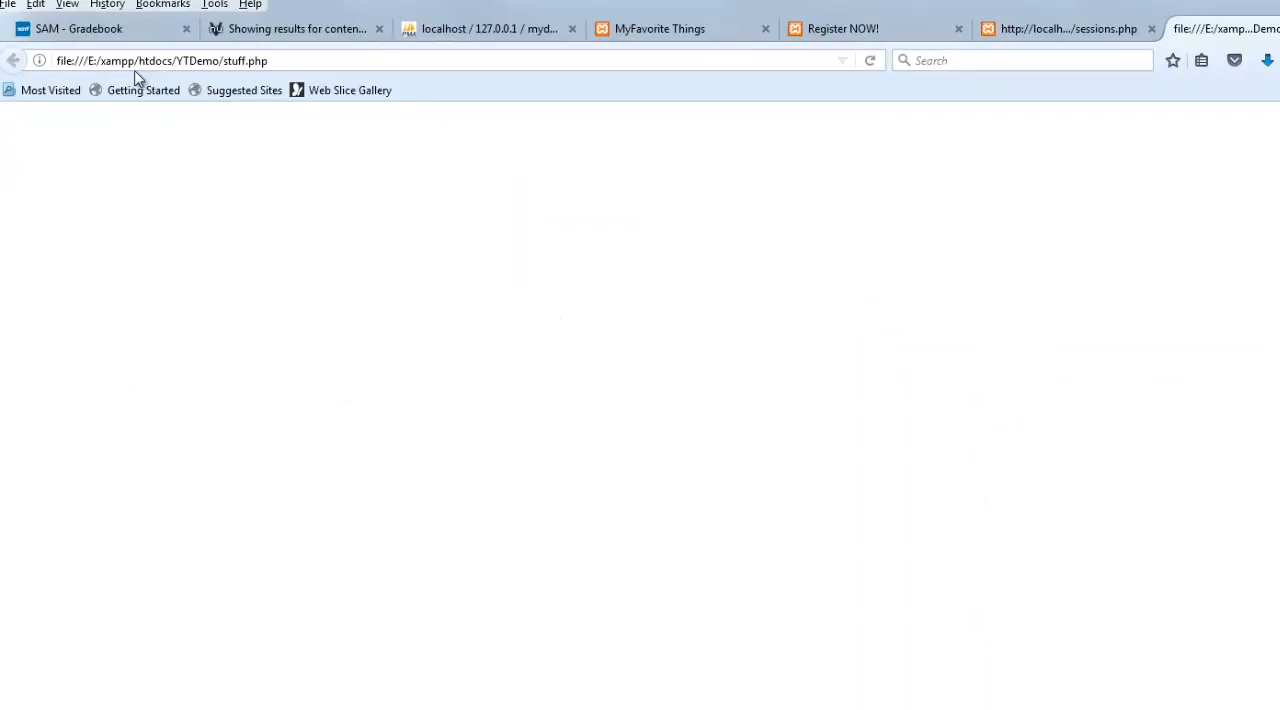 File Edit View History Bookmarks Tools Help
SAM - Gradebook × Showing results for conten... × localhost / 127.0.0.1 / myd... × MyFavorite Things × Register NOW! × http://localh.../sessions.php × file:///E:/xamp...Demo
file:///E:/xampp/htdocs/YTDemo/stuff.php Search
Most Visited Getting Started Suggested Sites Web Slice Gallery